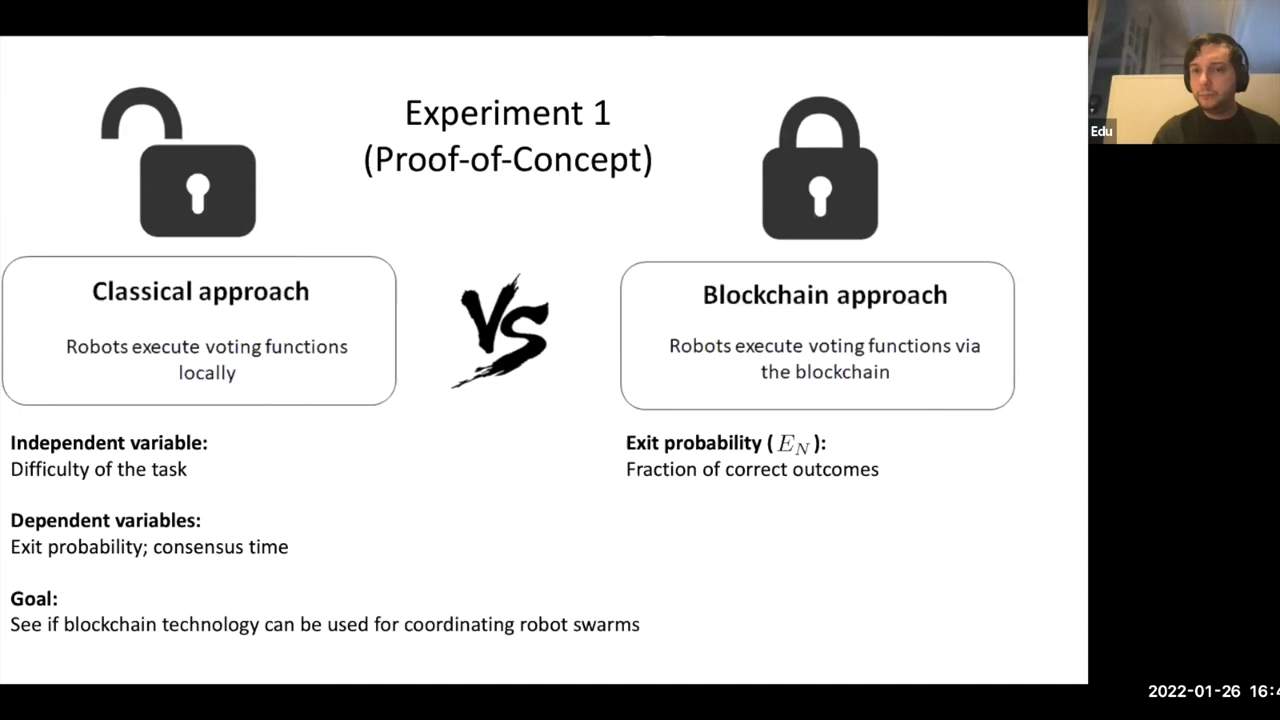 Experiment 1
(Proof-of-Concept)
Classical approach
Robots execute voting functions
locally
VS
Blockchain approach
Robots execute voting functions via
the blockchain
Independent variable:
Difficulty of the task
Dependent variables:
Exit probability; consensus time
Goal:
See if blockchain technology can be used for coordinating robot swarms
Exit probability ( E_N ):
Fraction of correct outcomes
Edu
2022-01-26 16:4